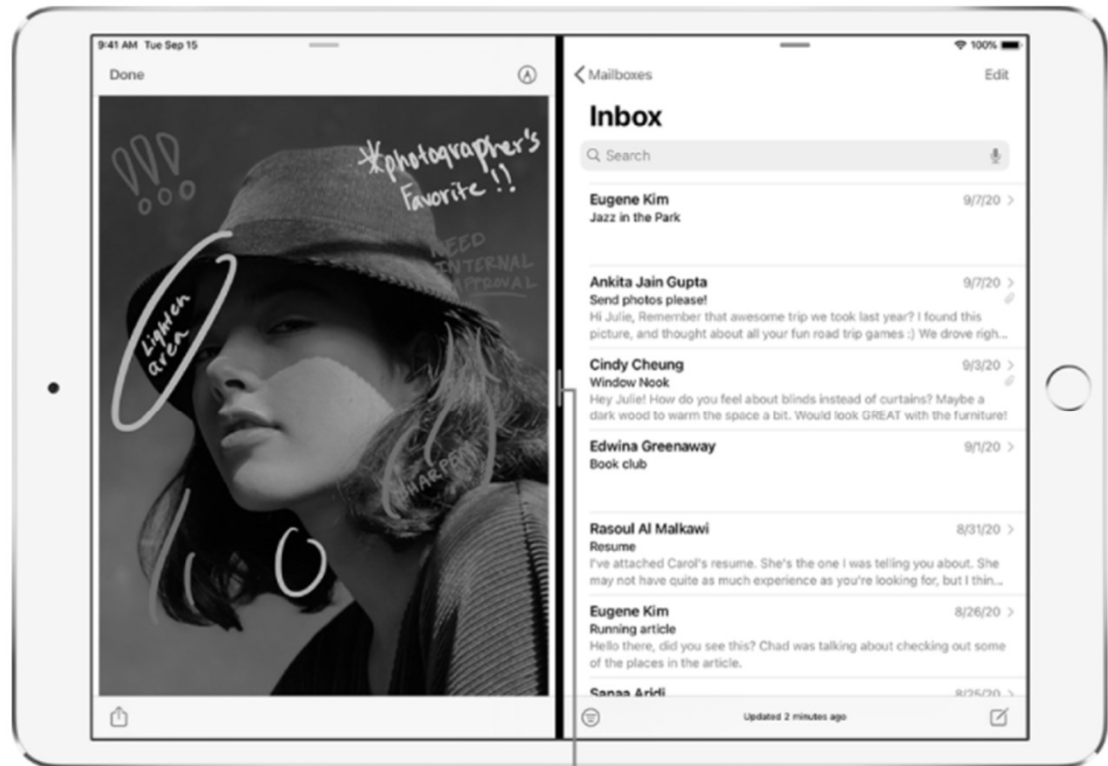 9:41 AM Tue Sep 15
100%
Done
*photographer's
Favorite!!
NEED
INTERNAL
APPROVAL
Lighten
area
SHARPEN
Mailboxes
Edit
Inbox
Search
Eugene Kim 9/7/20
Jazz in the Park
Ankita Jain Gupta 9/7/20
Send photos please!
Hi Julie, Remember that awesome trip we took last year? I found this
picture, and thought about all your fun road trip games :) We drove righ...
Cindy Cheung 9/3/20
Window Nook
Hey Julie! How do you feel about blinds instead of curtains? Maybe a
dark wood to warm the space a bit. Would look GREAT with the furniture!
Edwina Greenaway 9/1/20
Book club
Rasoul Al Malkawi 8/31/20
Resume
I've attached Carol's resume. She's the one I was telling you about. She
may not have quite as much experience as you're looking for, but I thin...
Eugene Kim 8/26/20
Running article
Hello there, did you see this? Chad was talking about checking out some
of the places in the article.
Sanaa Aridi 8/25/20
Updated 2 minutes ago